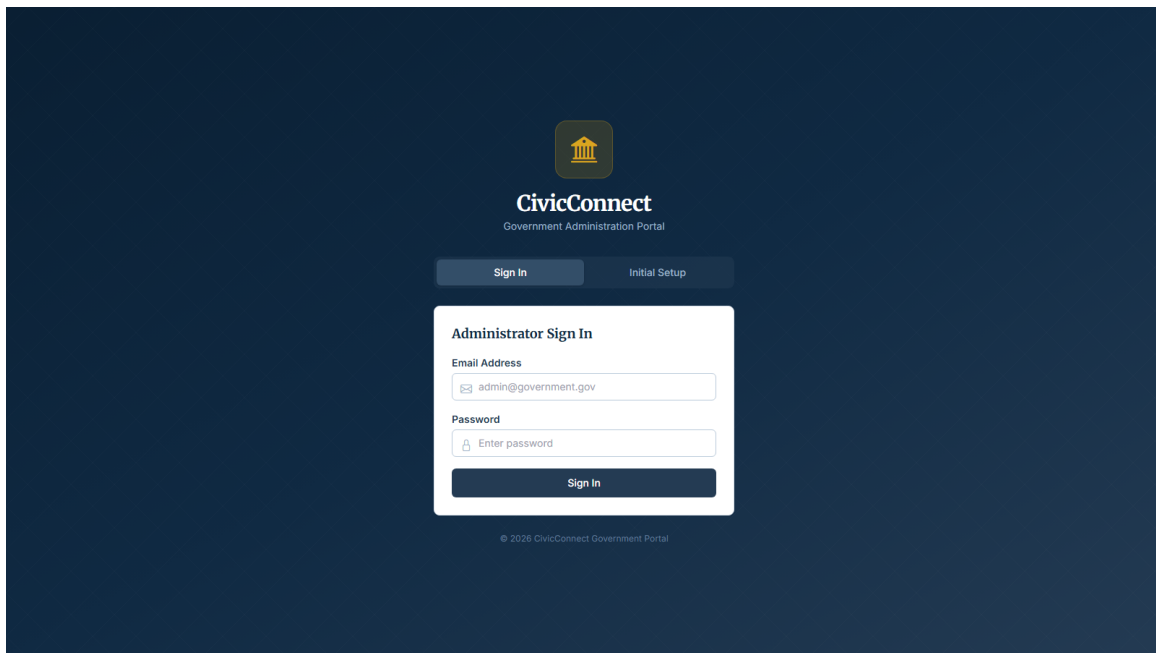 CivicConnect
Government Administration Portal
Sign In
Initial Setup
Administrator Sign In
Email Address
admin@government.gov
Password
Enter password
Sign In
© 2026 CivicConnect Government Portal